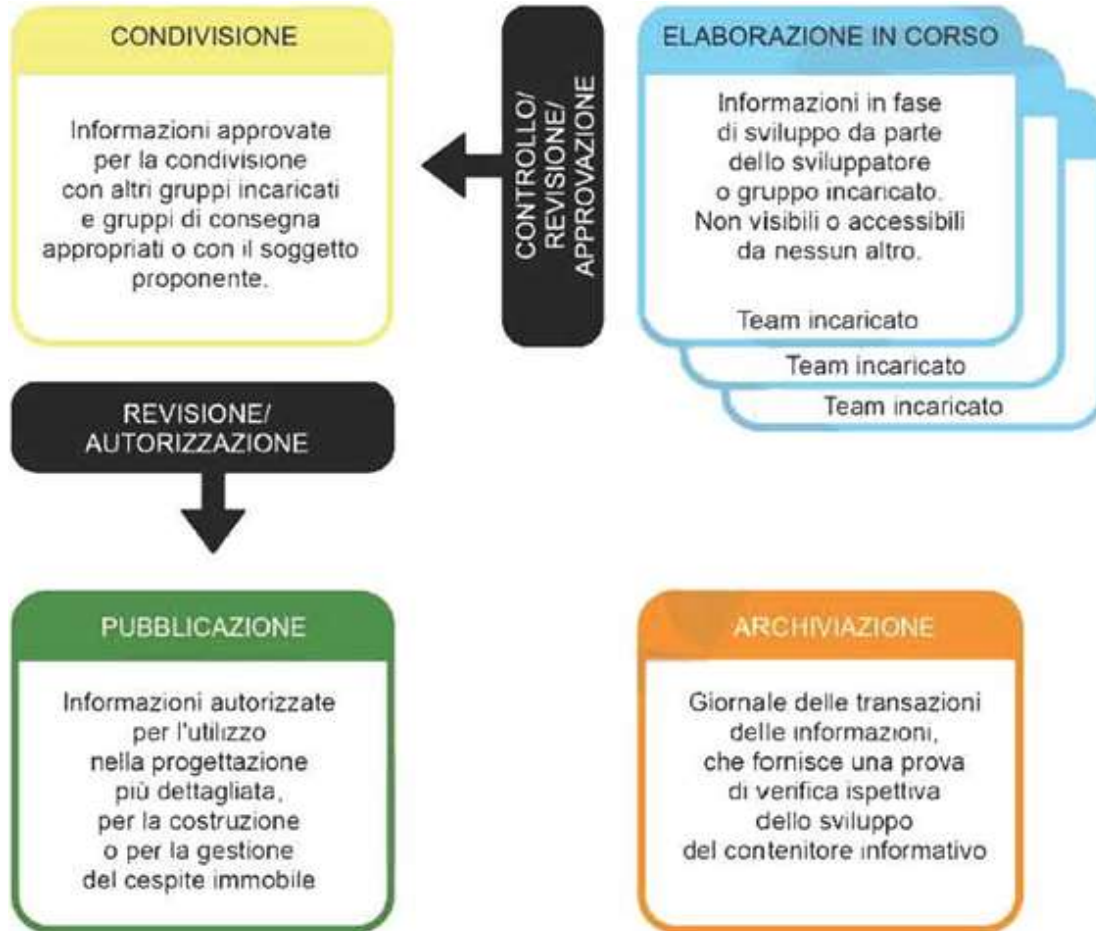 CONDIVISIONE
Informazioni approvate
per la condivisione
con altri gruppi incaricati
e gruppi di consegna
appropriati o con il soggetto
proponente.
CONTROLLO/
REVISIONE/
APPROVAZIONE
ELABORAZIONE IN CORSO
Informazioni in fase
di sviluppo da parte
dello sviluppatore
o gruppo incaricato.
Non visibili o accessibili
da nessun altro.
Team incaricato
Team incaricato
Team incaricato
REVISIONE/
AUTORIZZAZIONE
PUBBLICAZIONE
Informazioni autorizzate
per l'utilizzo
nella progettazione
più dettagliata,
per la costruzione
o per la gestione
del cespite immobile
ARCHIVIAZIONE
Giornale delle transazioni
delle informazioni,
che fornisce una prova
di verifica ispettiva
dello sviluppo
del contenitore informativo